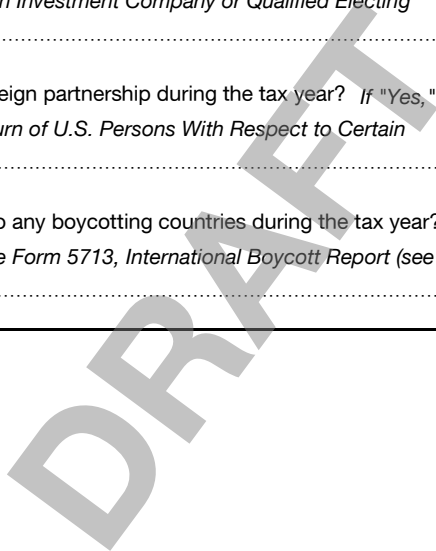 n Investment Company or Qualified Electing
eign partnership during the tax year? If "Yes,"
urn of U.S. Persons With Respect to Certain
o any boycotting countries during the tax year?
e Form 5713, International Boycott Report (see
DRAFT